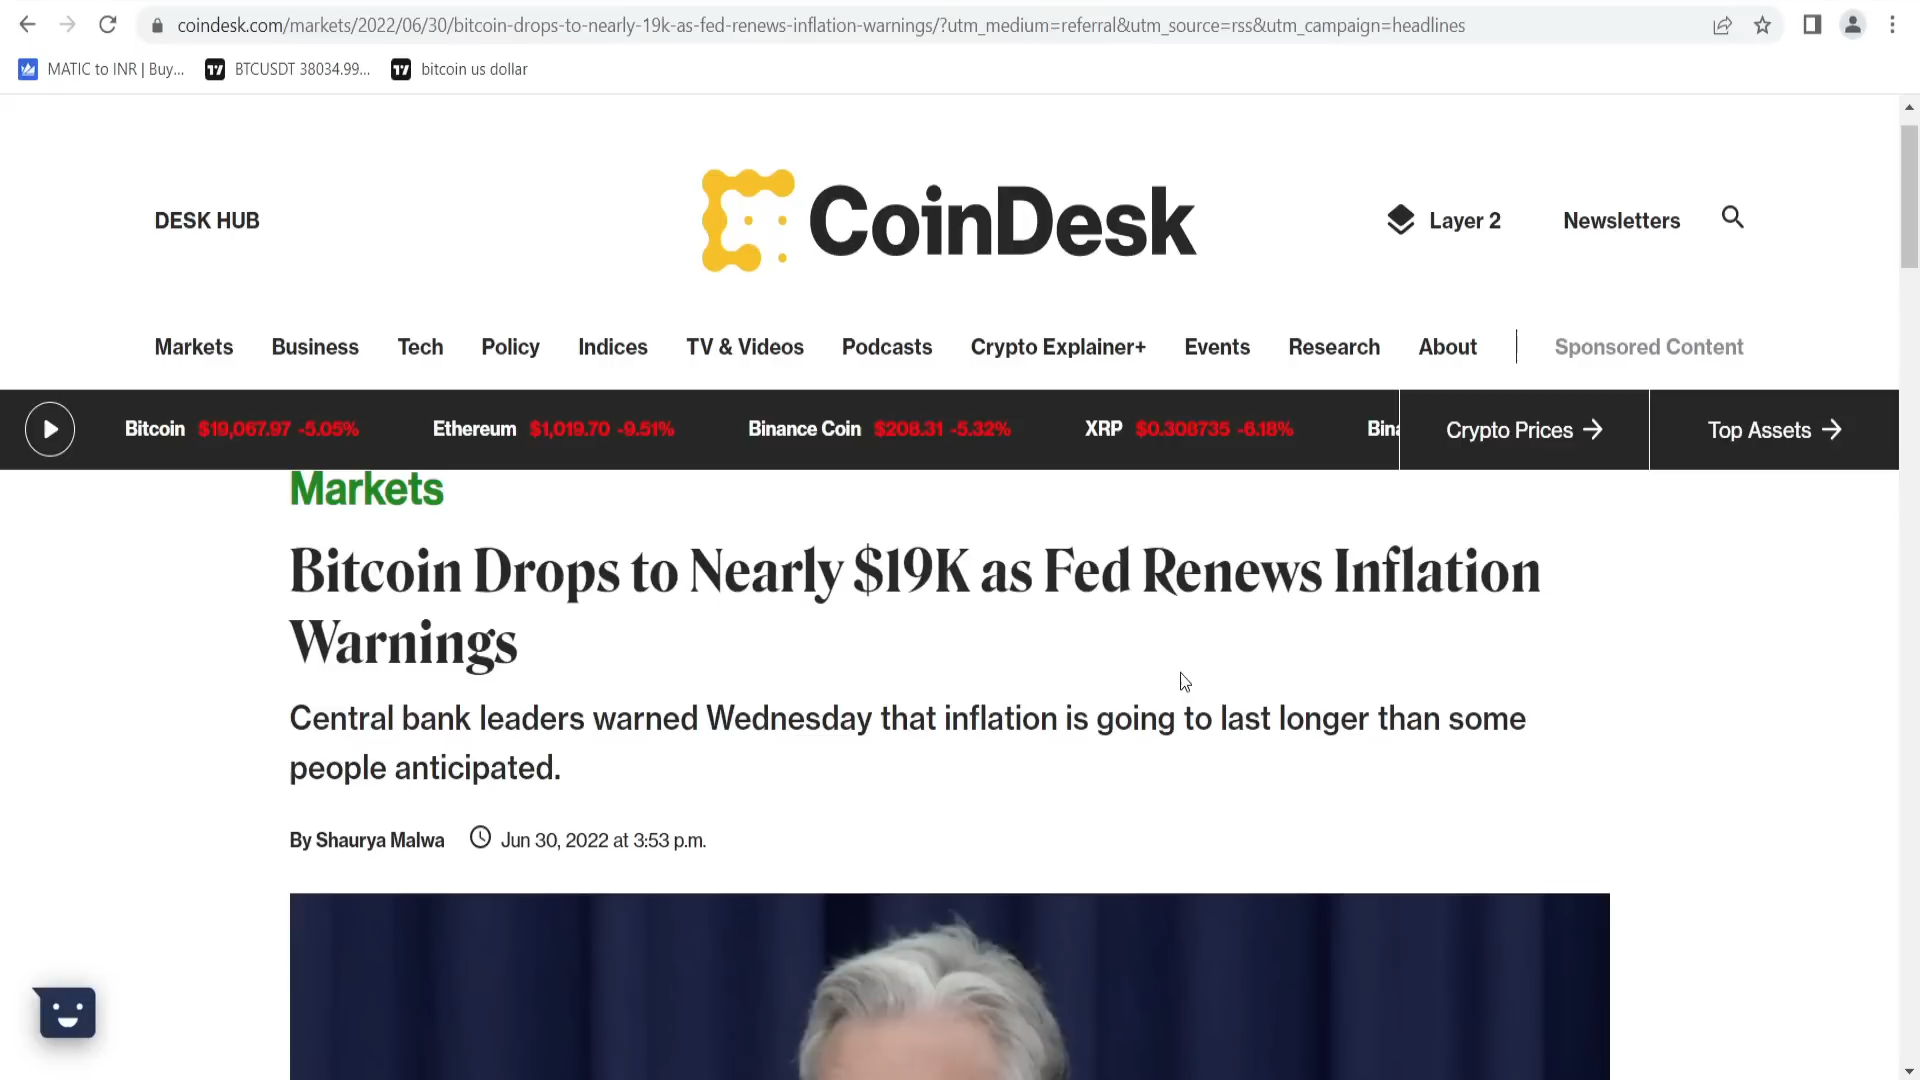 coindesk.com/markets/2022/06/30/bitcoin-drops-to-nearly-19k-as-fed-renews-inflation-warnings/?utm_medium=referral&utm_source=rss&utm_campaign=headlines
MATIC to INR | Buy... BTCUSDT 38034.99... bitcoin us dollar
DESK HUB CoinDesk Layer 2 Newsletters
Markets Business Tech Policy Indices TV & Videos Podcasts Crypto Explainer+ Events Research About Sponsored Content
Bitcoin $19,067.97 -5.05% Ethereum $1,019.70 -9.51% Binance Coin $208.31 -5.32% XRP $0.308735 -6.18% Bina Crypto Prices → Top Assets →
Markets
Bitcoin Drops to Nearly $19K as Fed Renews Inflation
Warnings
Central bank leaders warned Wednesday that inflation is going to last longer than some
people anticipated.
By Shaurya Malwa Jun 30, 2022 at 3:53 p.m.